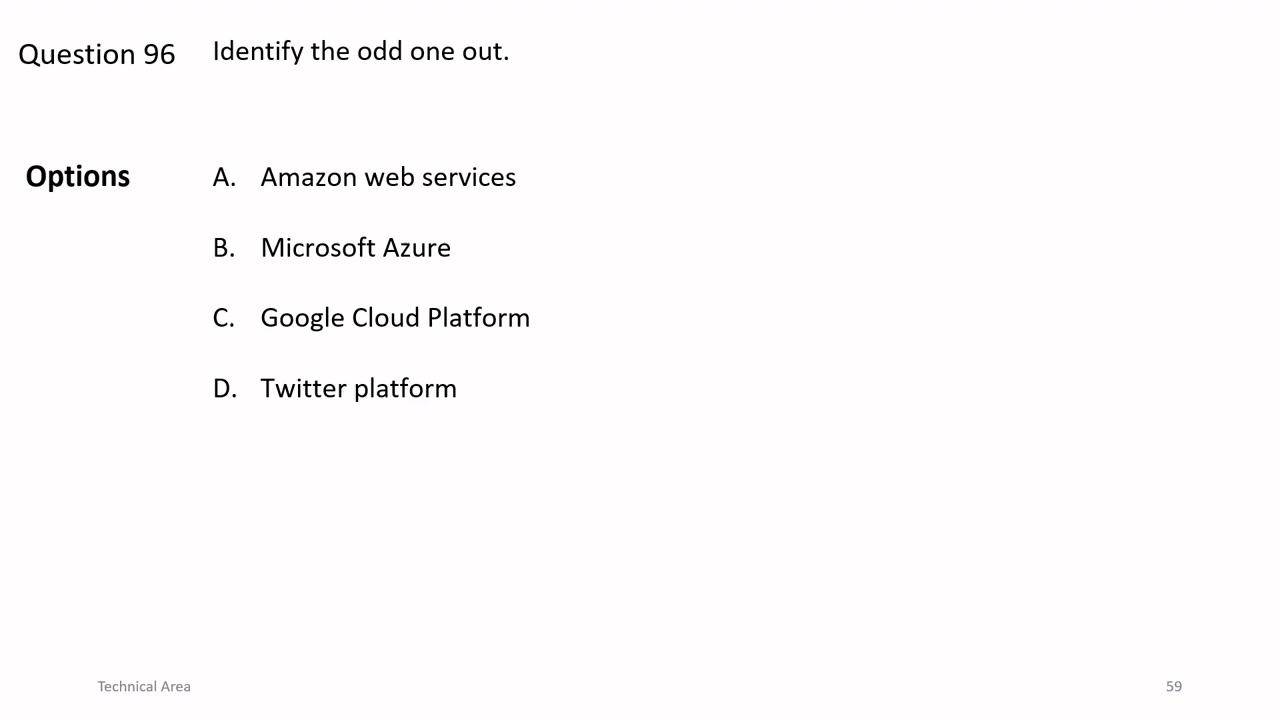 Question 96 Identify the odd one out.
Options A. Amazon web services
B. Microsoft Azure
C. Google Cloud Platform
D. Twitter platform
Technical Area 59